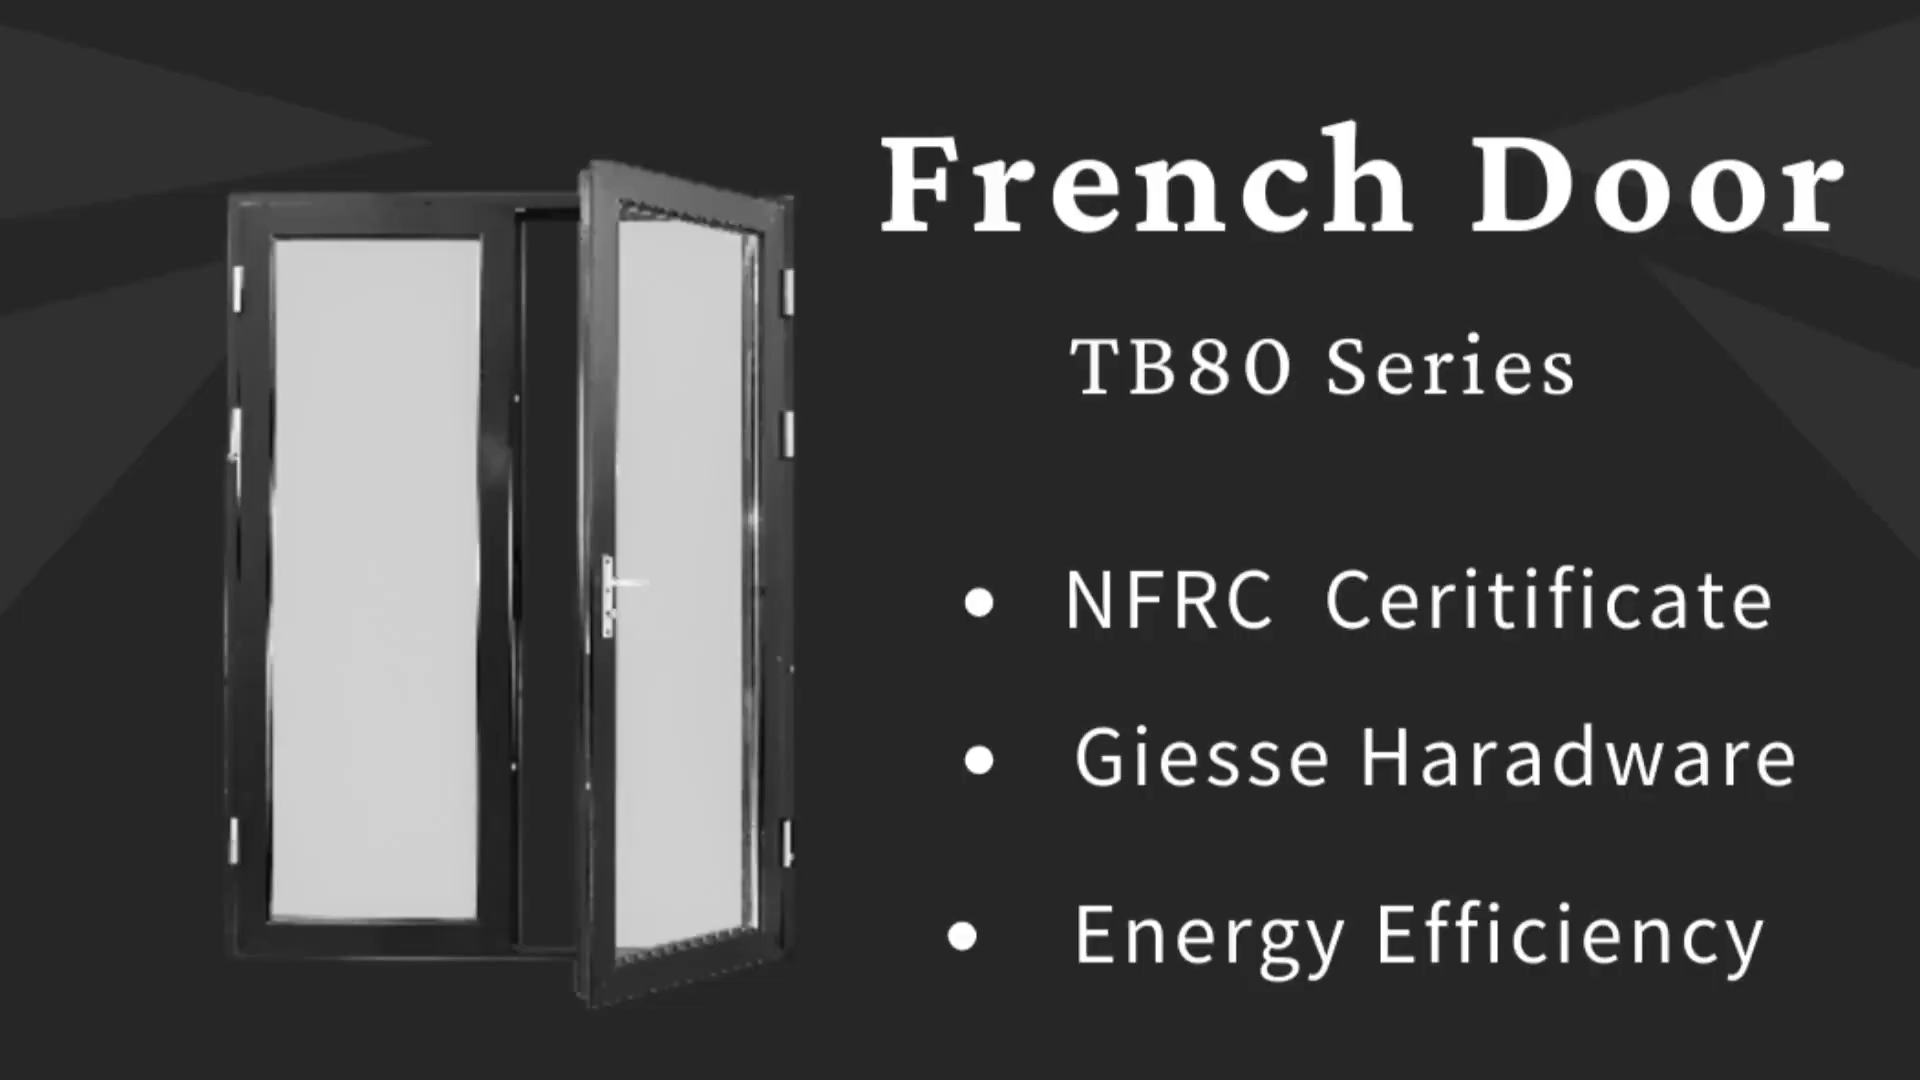 French Door
TB80 Series
• NFRC Ceritificate
• Giesse Haradware
• Energy Efficiency